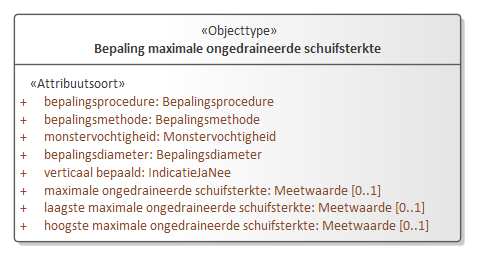 «Objecttype»
Bepaling maximale ongedraineerde schuifsterkte
«Attribuutsoort»
+ bepalingsprocedure: Bepalingsprocedure
+ bepalingsmethode: Bepalingsmethode
+ monstervochtigheid: Monstervochtigheid
+ bepalingsdiameter: Bepalingsdiameter
+ verticaal bepaald: IndicatieJaNee
+ maximale ongedraineerde schuifsterkte: Meetwaarde [0..1]
+ laagste maximale ongedraineerde schuifsterkte: Meetwaarde [0..1]
+ hoogste maximale ongedraineerde schuifsterkte: Meetwaarde [0..1]